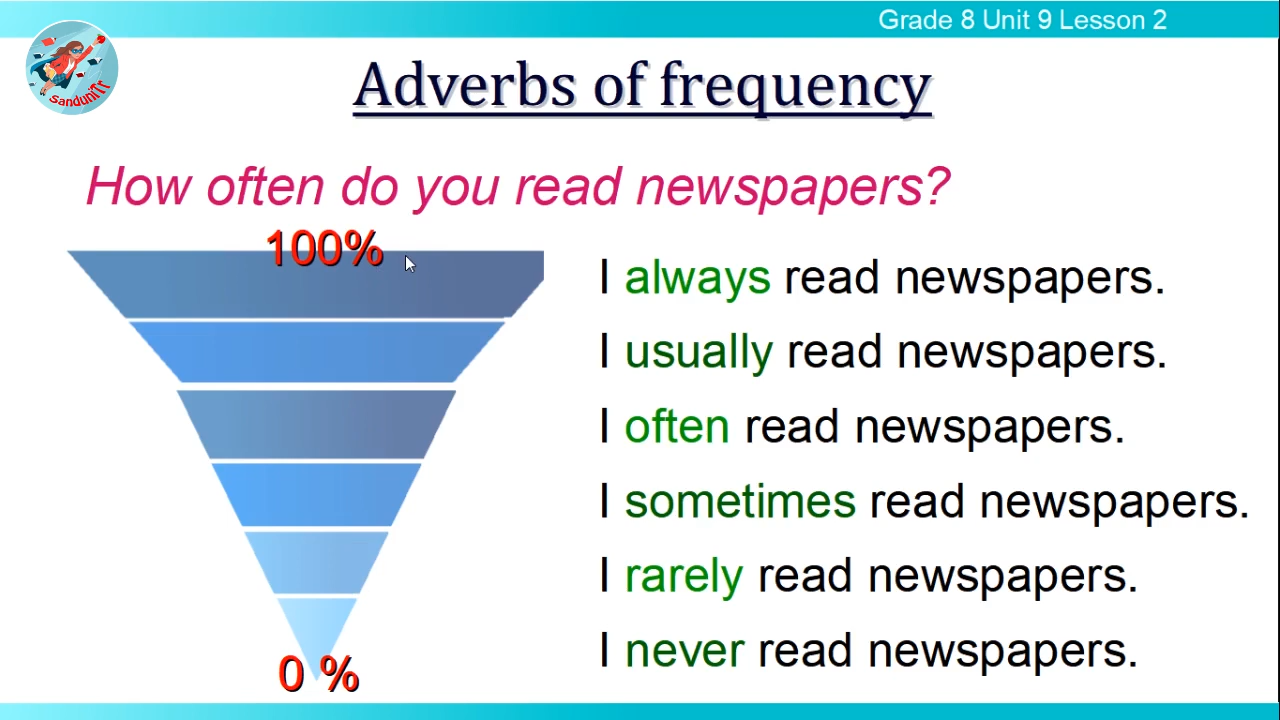 Grade 8 Unit 9 Lesson 2
SanduniTr
Adverbs of frequency
How often do you read newspapers?
100%
I always read newspapers.
I usually read newspapers.
I often read newspapers.
I sometimes read newspapers.
I rarely read newspapers.
I never read newspapers.
0 %